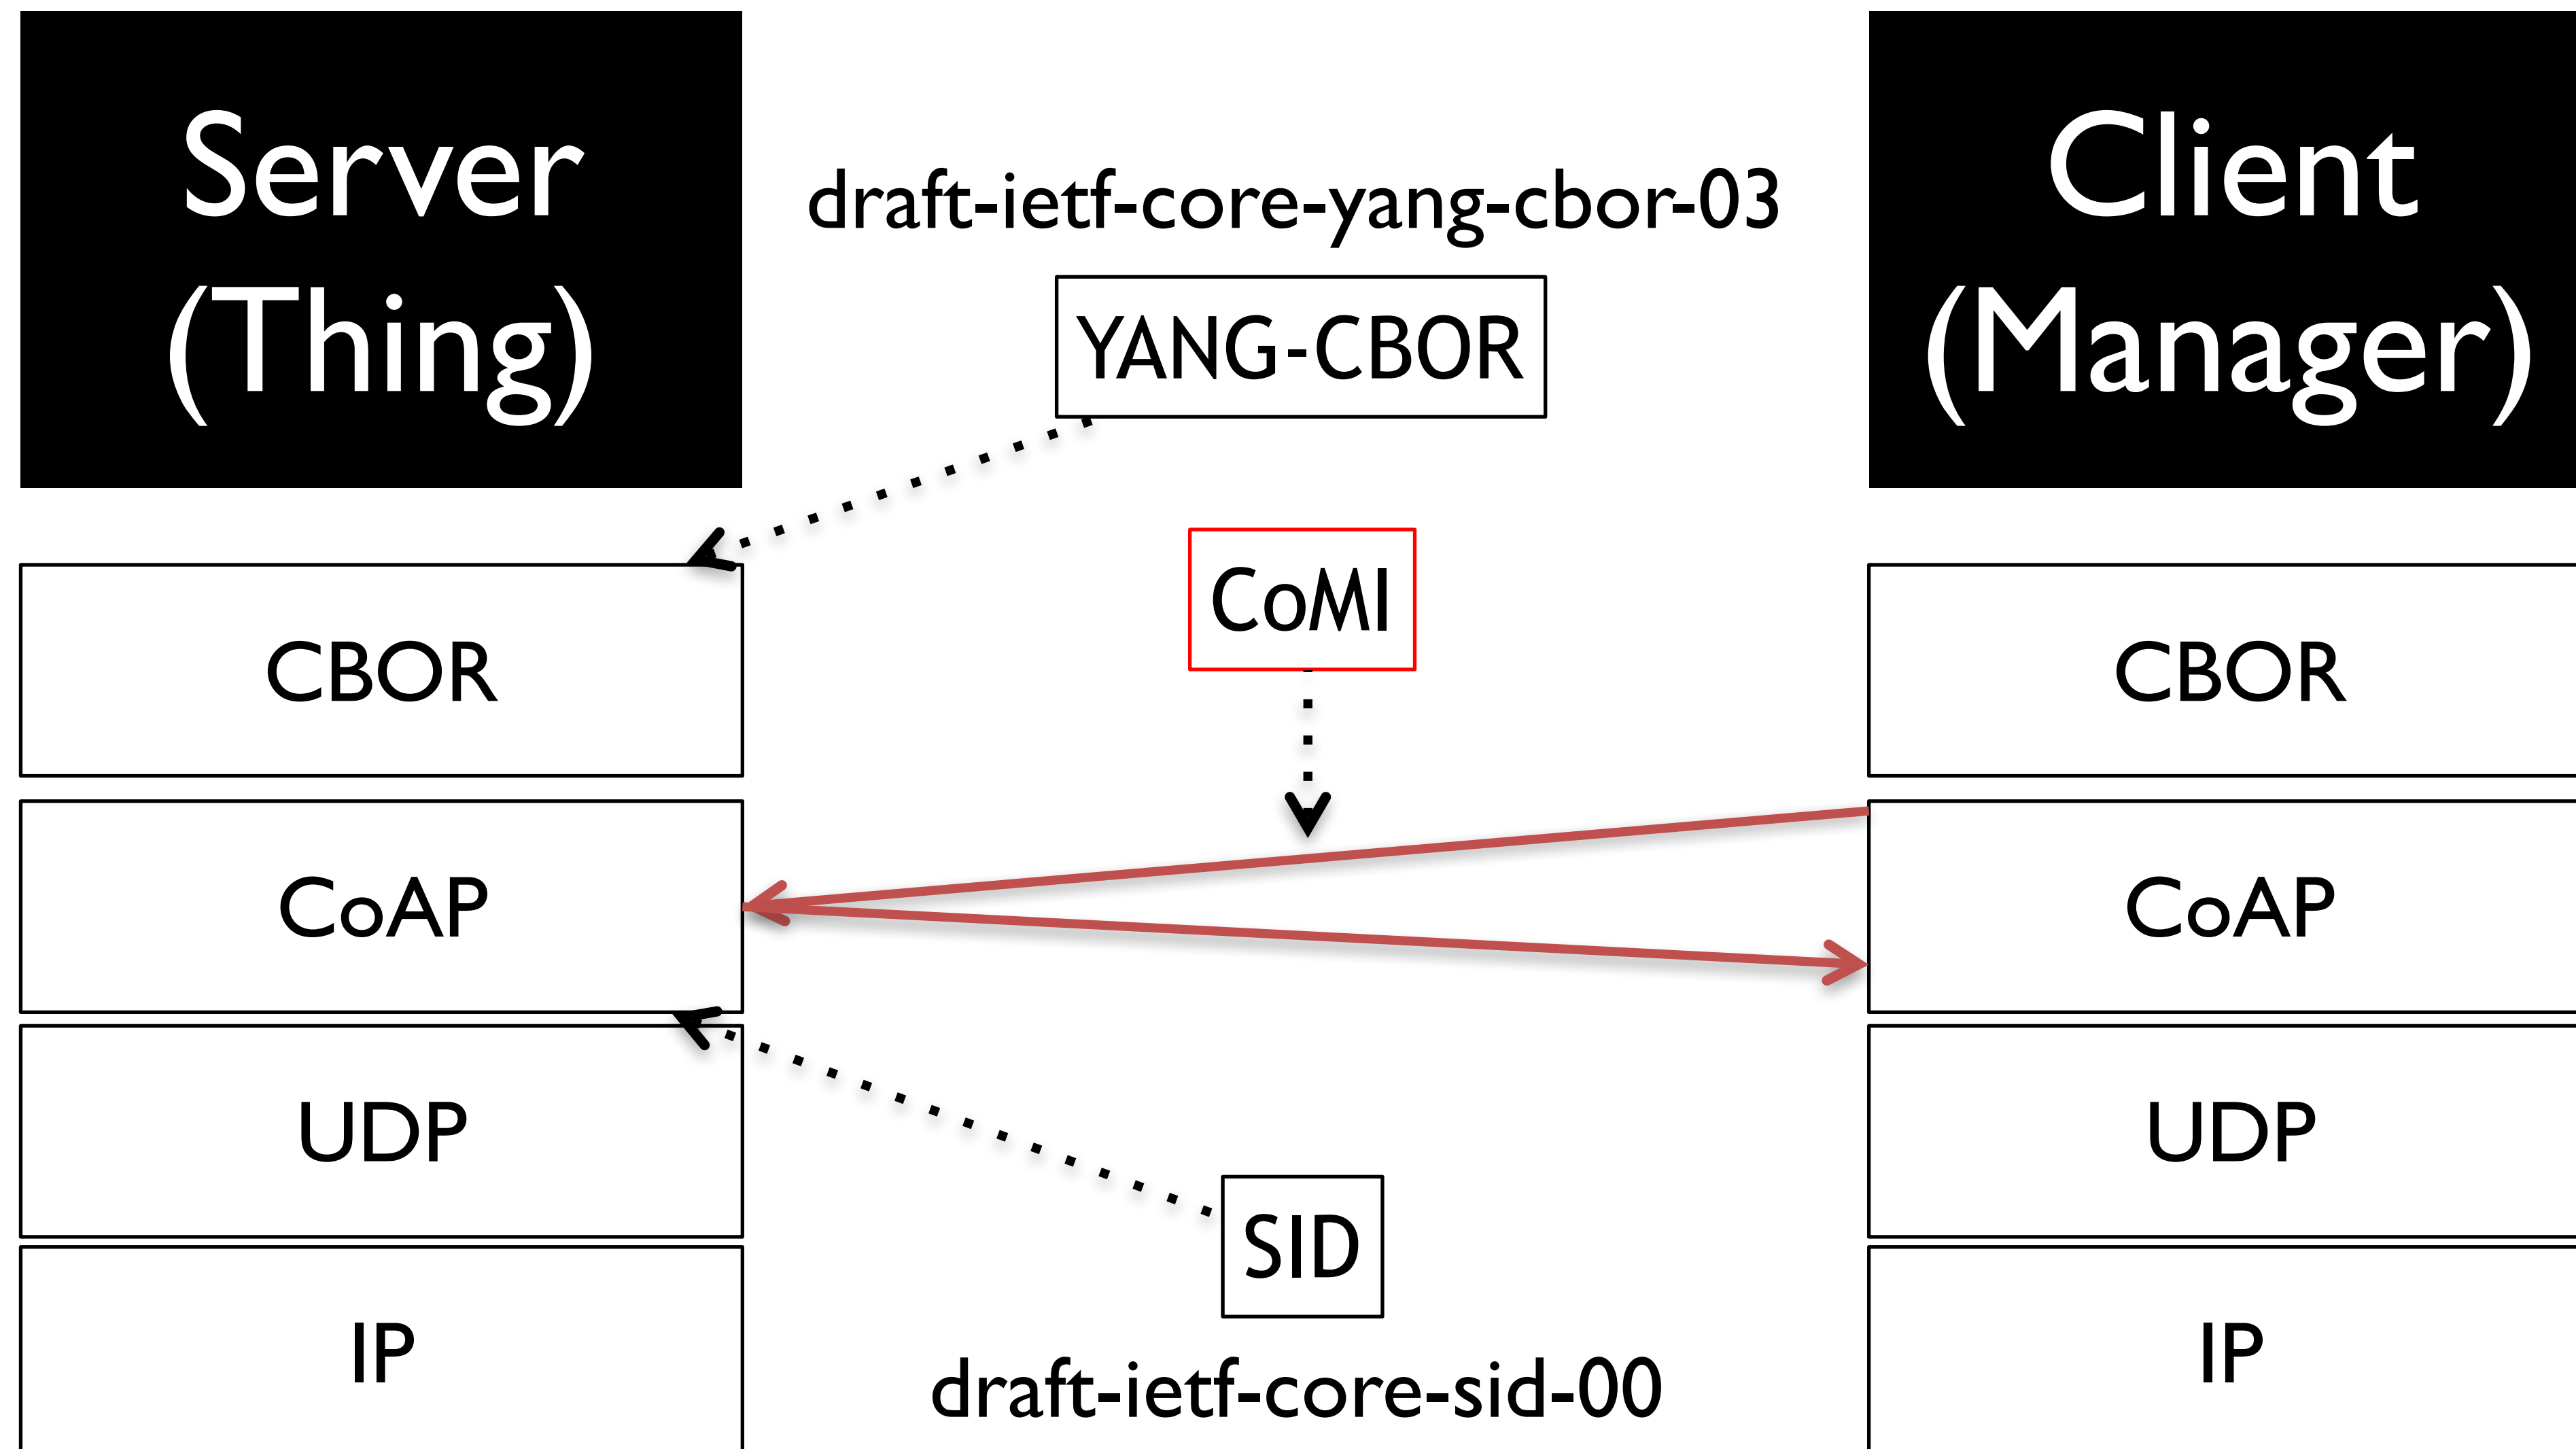 Server
(Thing)
draft-ietf-core-yang-cbor-03
YANG-CBOR
Client
(Manager)
CoMI
CBOR
CBOR
CoAP
CoAP
UDP
UDP
SID
IP
IP
draft-ietf-core-sid-00